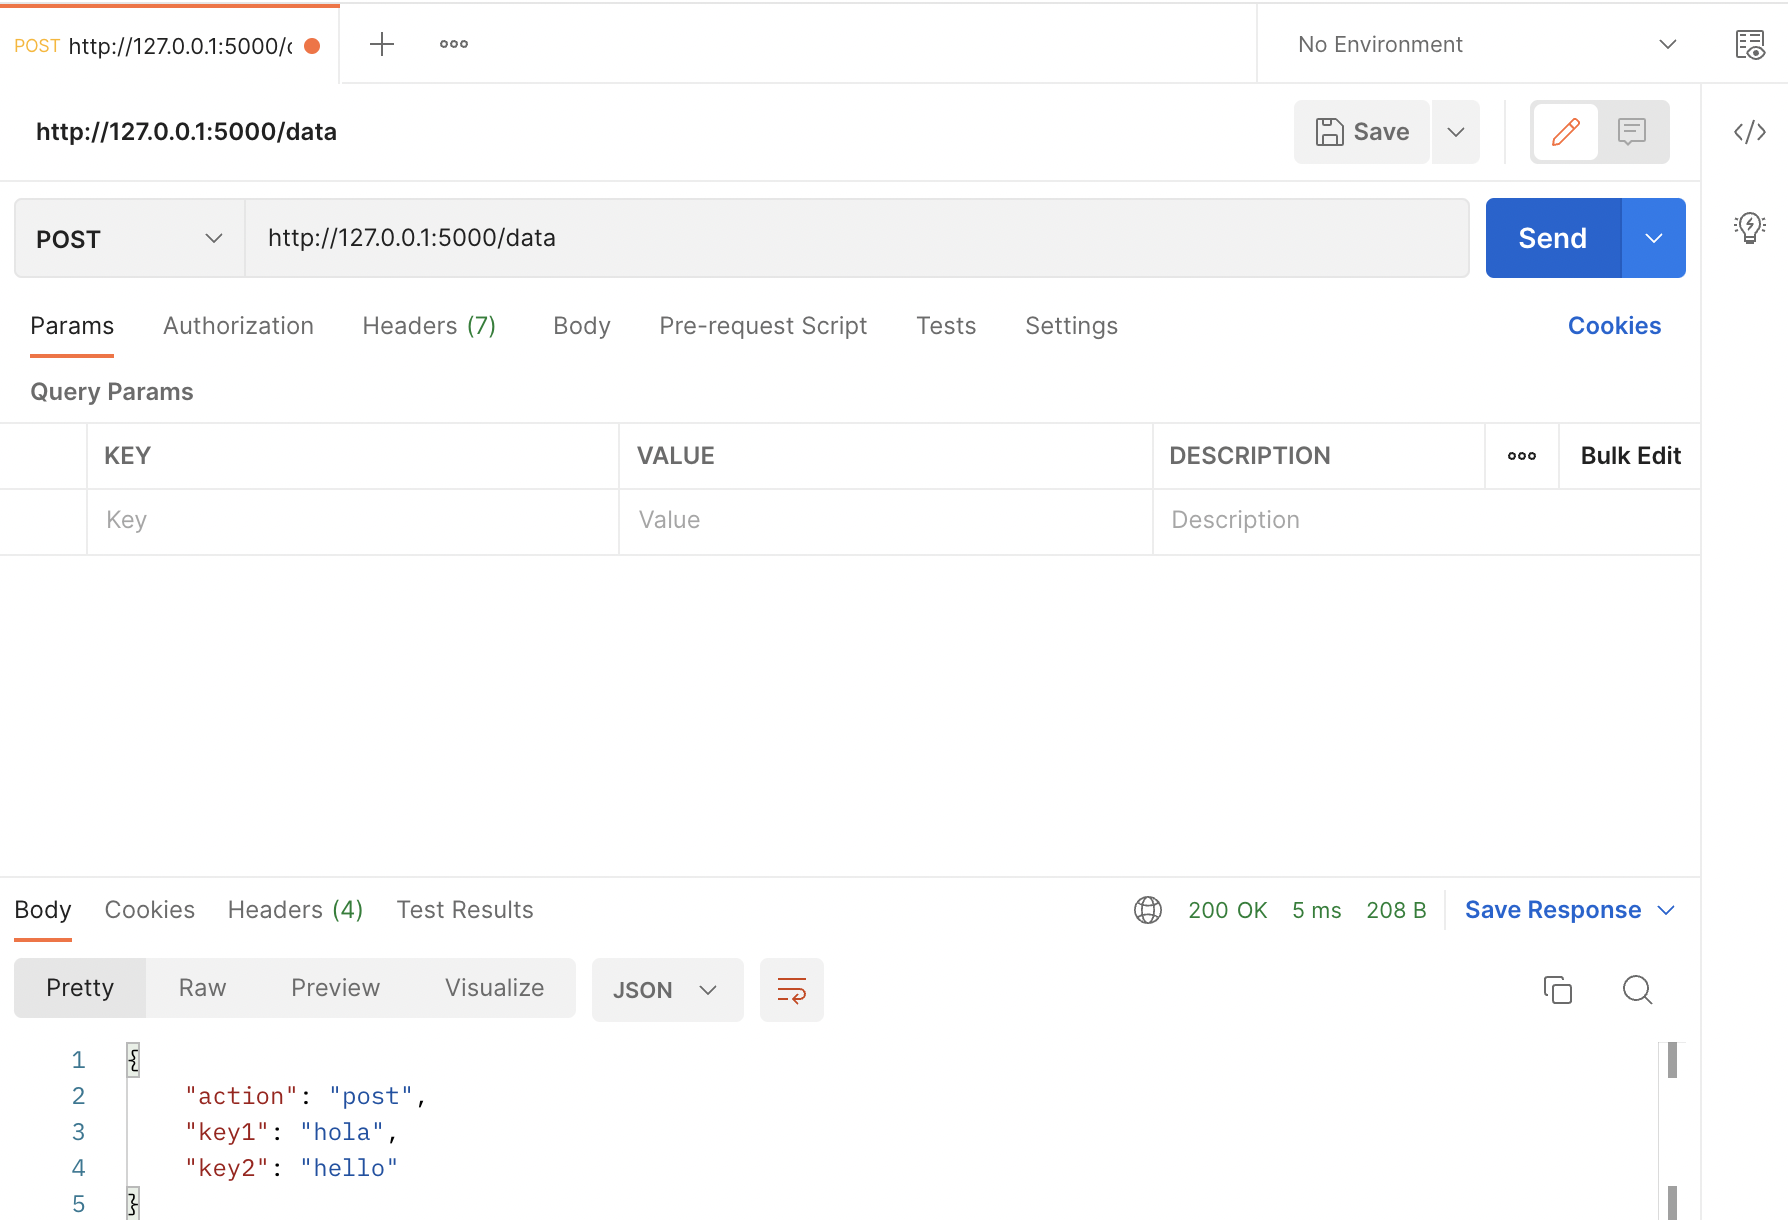 POST http://127.0.0.1:5000/
No Environment
http://127.0.0.1:5000/data
Save
POST http://127.0.0.1:5000/data Send
Params Authorization Headers (7) Body Pre-request Script Tests Settings Cookies
Query Params
KEY VALUE DESCRIPTION Bulk Edit
Key Value Description
Body Cookies Headers (4) Test Results 200 OK 5 ms 208 B Save Response
Pretty Raw Preview Visualize JSON
1 {
2 "action": "post",
3 "key1": "hola",
4 "key2": "hello"
5 }